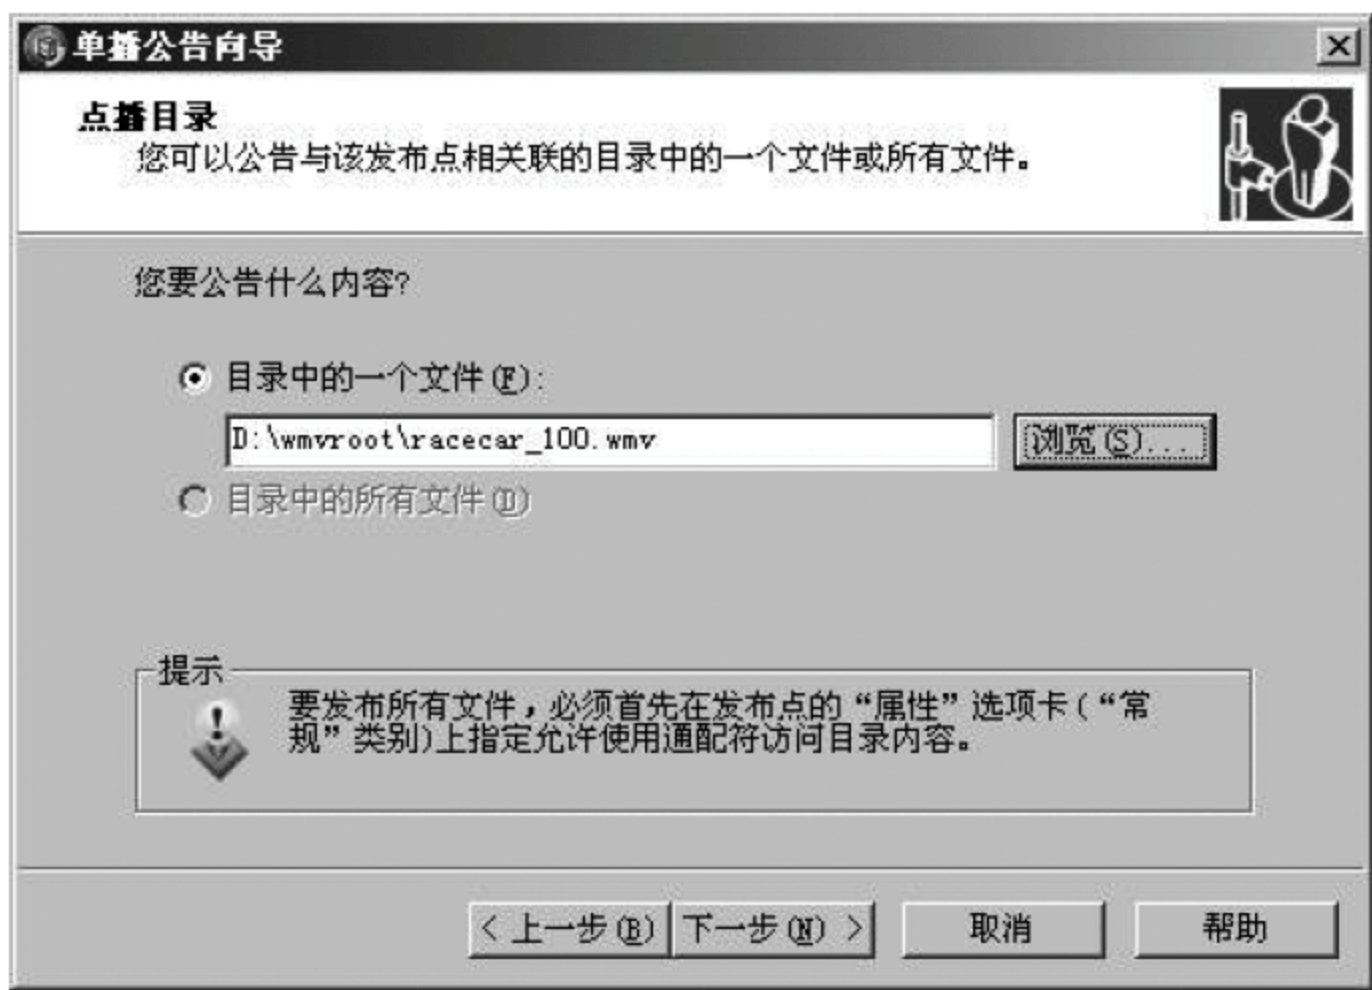 单播公告向导
点播目录
您可以公告与该发布点相关联的目录中的一个文件或所有文件。
您要公告什么内容?
目录中的一个文件(F):
D:\wmvroot\racecar_100.wmv
浏览(S)...
目录中的所有文件(D)
提示
要发布所有文件，必须首先在发布点的“属性”选项卡(“常
规”类别)上指定允许使用通配符访问目录内容。
< 上一步(B)
下一步(N) >
取消
帮助